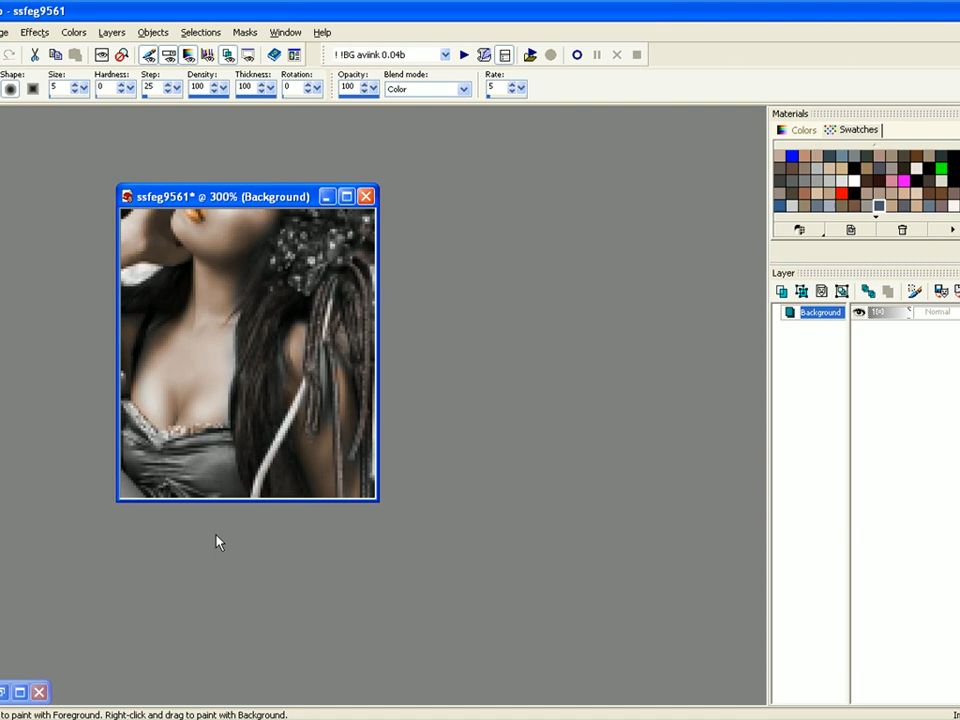 o - ssfeg9561
ge Effects Colors Layers Objects Selections Masks Window Help
! !BG aviink 0.04b
Shape: Size: Hardness: Step: Density: Thickness: Rotation: Opacity: Blend mode: Rate:
5 0 25 100 100 0 100 Color 5
Materials
Colors Swatches
ssfeg9561* @ 300% (Background)
Layer
Background 100 Normal
to paint with Foreground. Right-click and drag to paint with Background.